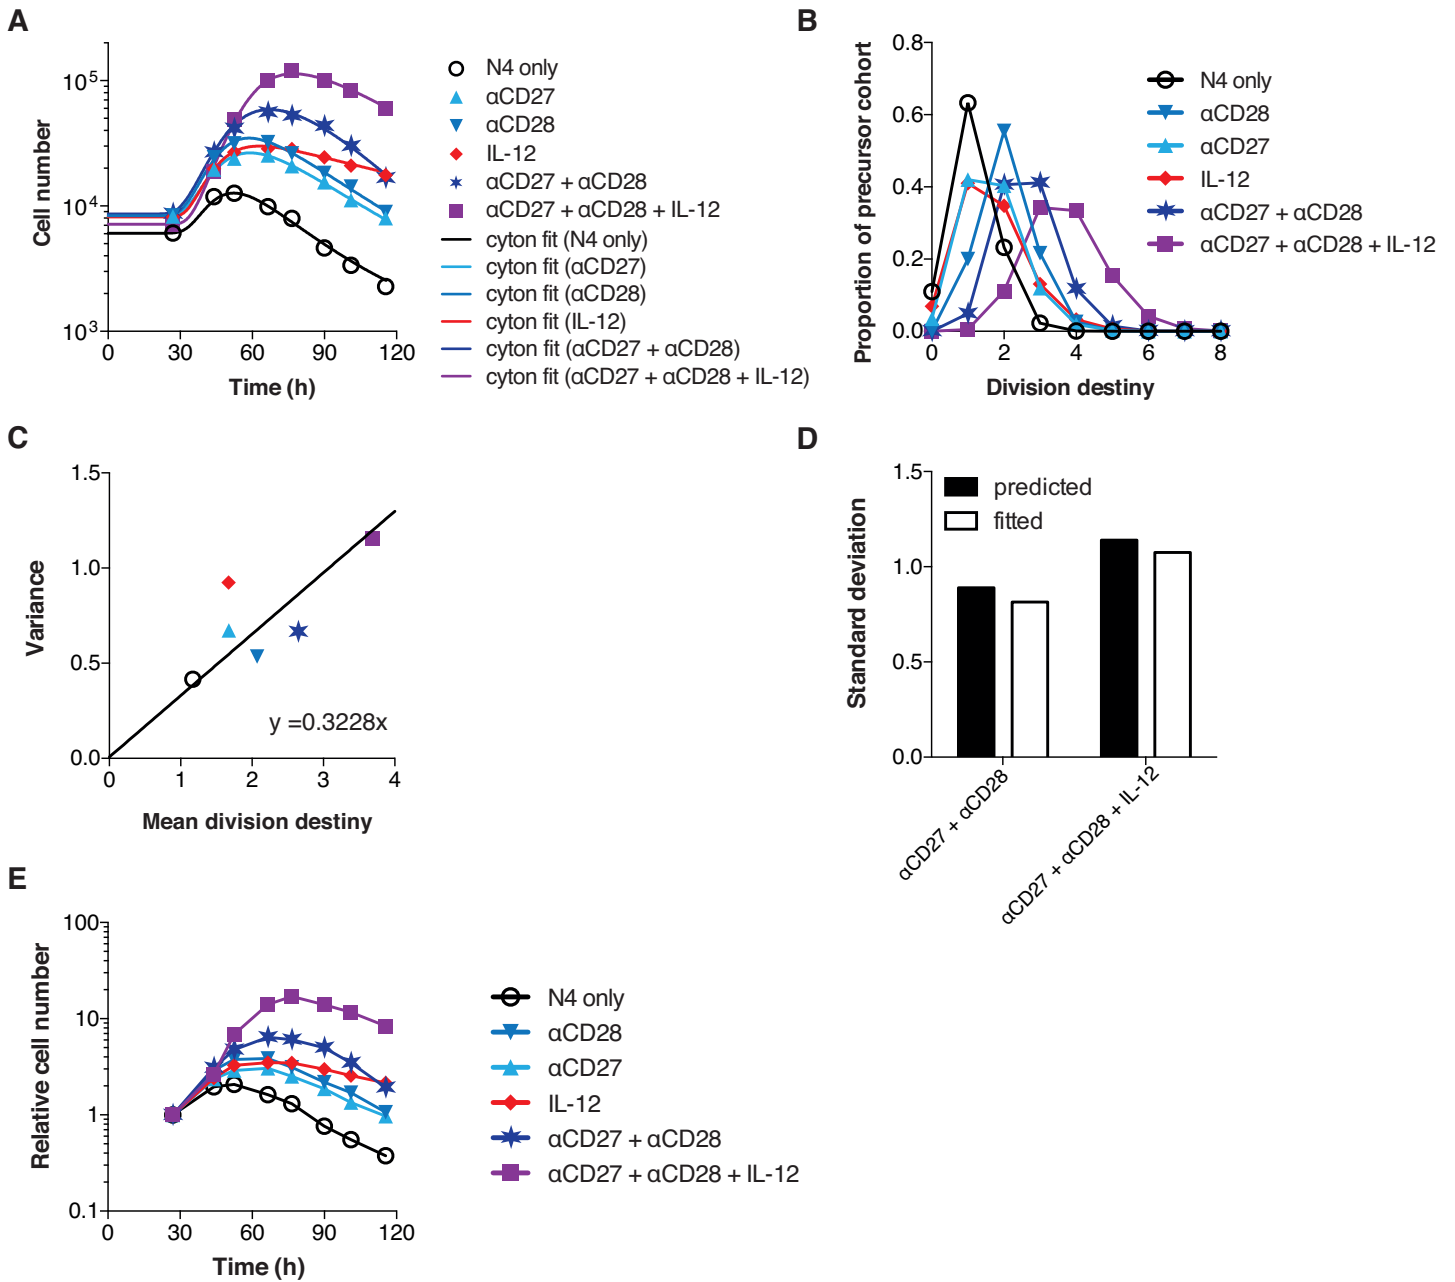 A
Cell number
10⁵
10⁴
10³
0 30 60 90 120
Time (h)
N4 only
αCD27
αCD28
IL-12
αCD27 + αCD28
αCD27 + αCD28 + IL-12
cyton fit (N4 only)
cyton fit (αCD27)
cyton fit (αCD28)
cyton fit (IL-12)
cyton fit (αCD27 + αCD28)
cyton fit (αCD27 + αCD28 + IL-12)
B
Proportion of precursor cohort
0.8
0.6
0.4
0.2
0.0
0 2 4 6 8
Division destiny
N4 only
αCD28
αCD27
IL-12
αCD27 + αCD28
αCD27 + αCD28 + IL-12
C
Variance
1.5
1.0
0.5
0.0
y =0.3228x
0 1 2 3 4
Mean division destiny
D
Standard deviation
1.5
1.0
0.5
0.0
predicted
fitted
αCD27 + αCD28
αCD27 + αCD28 + IL-12
E
Relative cell number
100
10
1
0.1
0 30 60 90 120
Time (h)
N4 only
αCD28
αCD27
IL-12
αCD27 + αCD28
αCD27 + αCD28 + IL-12